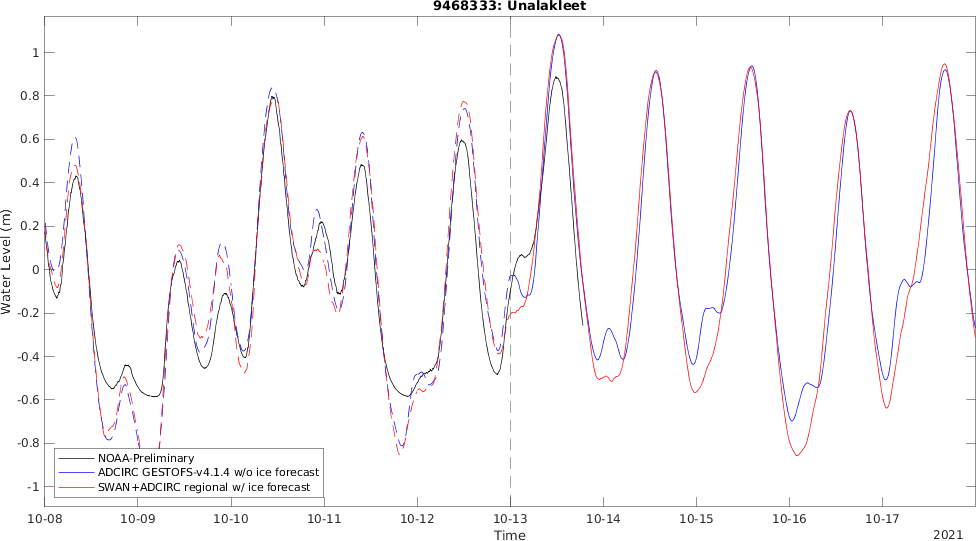 9468333: Unalakleet
Water Level (m)
1
0.8
0.6
0.4
0.2
0
-0.2
-0.4
-0.6
-0.8
-1
NOAA-Preliminary
ADCIRC GESTOFS-v4.1.4 w/o ice forecast
SWAN+ADCIRC regional w/ ice forecast
10-08 10-09 10-10 10-11 10-12 10-13 10-14 10-15 10-16 10-17
Time
2021